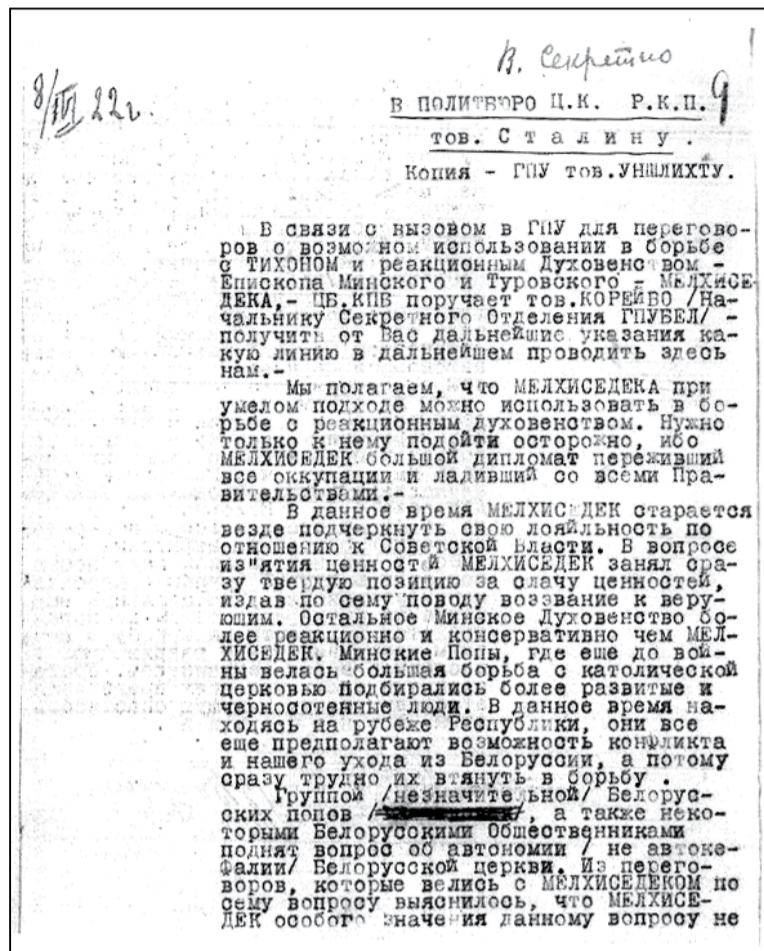 В. Секретно
8/III 22г.
9
В ПОЛИТБЮРО Ц.К. Р.К.П.
тов. С т а л и н у .
Копия - ГПУ тов.УНШЛИХТУ.
В связи с вызовом в ГПУ для перегово-
ров о возможном использовании в борьбе
с ТИХОНОМ и реакционным Духовенством -
Епископа Минского и Туровского - МЕЛХИСЕ-
ДЕКА,- ЦБ.КПБ поручает тов.КОРЕЙВО /На-
чальнику Секретного Отделения ГПУБЕЛ/ -
получить от Вас дальнейшие указания ка-
кую линию в дальнейшем проводить здесь
нам.-
Мы полагаем, что МЕЛХИСЕДЕКА при
умелом подходе можно использовать в бо-
рьбе с реакционным духовенством. Нужно
только к нему подойти осторожно, ибо
МЕЛХИСЕДЕК большой дипломат переживший
все оккупации и ладивший со всеми Пра-
вительствами.-
В данное время МЕЛХИСЕДЕК старается
везде подчеркнуть свою лояйльность по
отношению к Советской Власти. В вопросе
из"ятия ценностей МЕЛХИСЕДЕК занял сра-
зу твердую позицию за сдачу ценностей,
издав по сему поводу воззвание к веру-
юшим. Остальное Минское Духовенство бо-
лее реакционно и консервативно чем МЕЛ-
ХИСЕДЕК. Минские Попы, где еще до вой-
ны велась большая борьба с католической
церковью подбирались более развитые и
черносотенные люди. В данное время на-
ходясь на рубеже Республики, они все
еще предполагают возможность конфликта
и нашего ухода из Белоруссии, а потому
сразу трудно их втянуть в борьбу .
Группой /незначительной/ Белорус-
ских попов / /, а также неко-
торыми Белорусскими Общественниками
поднят вопрос об автономии / не автоке-
фалии/ Белорусской церкви. Из перего-
воров, которые велись с МЕЛХИСЕДЕКОМ по
сему вопросу выяснилось, что МЕЛХИСЕ-
ДЕК особого значения данному вопросу не